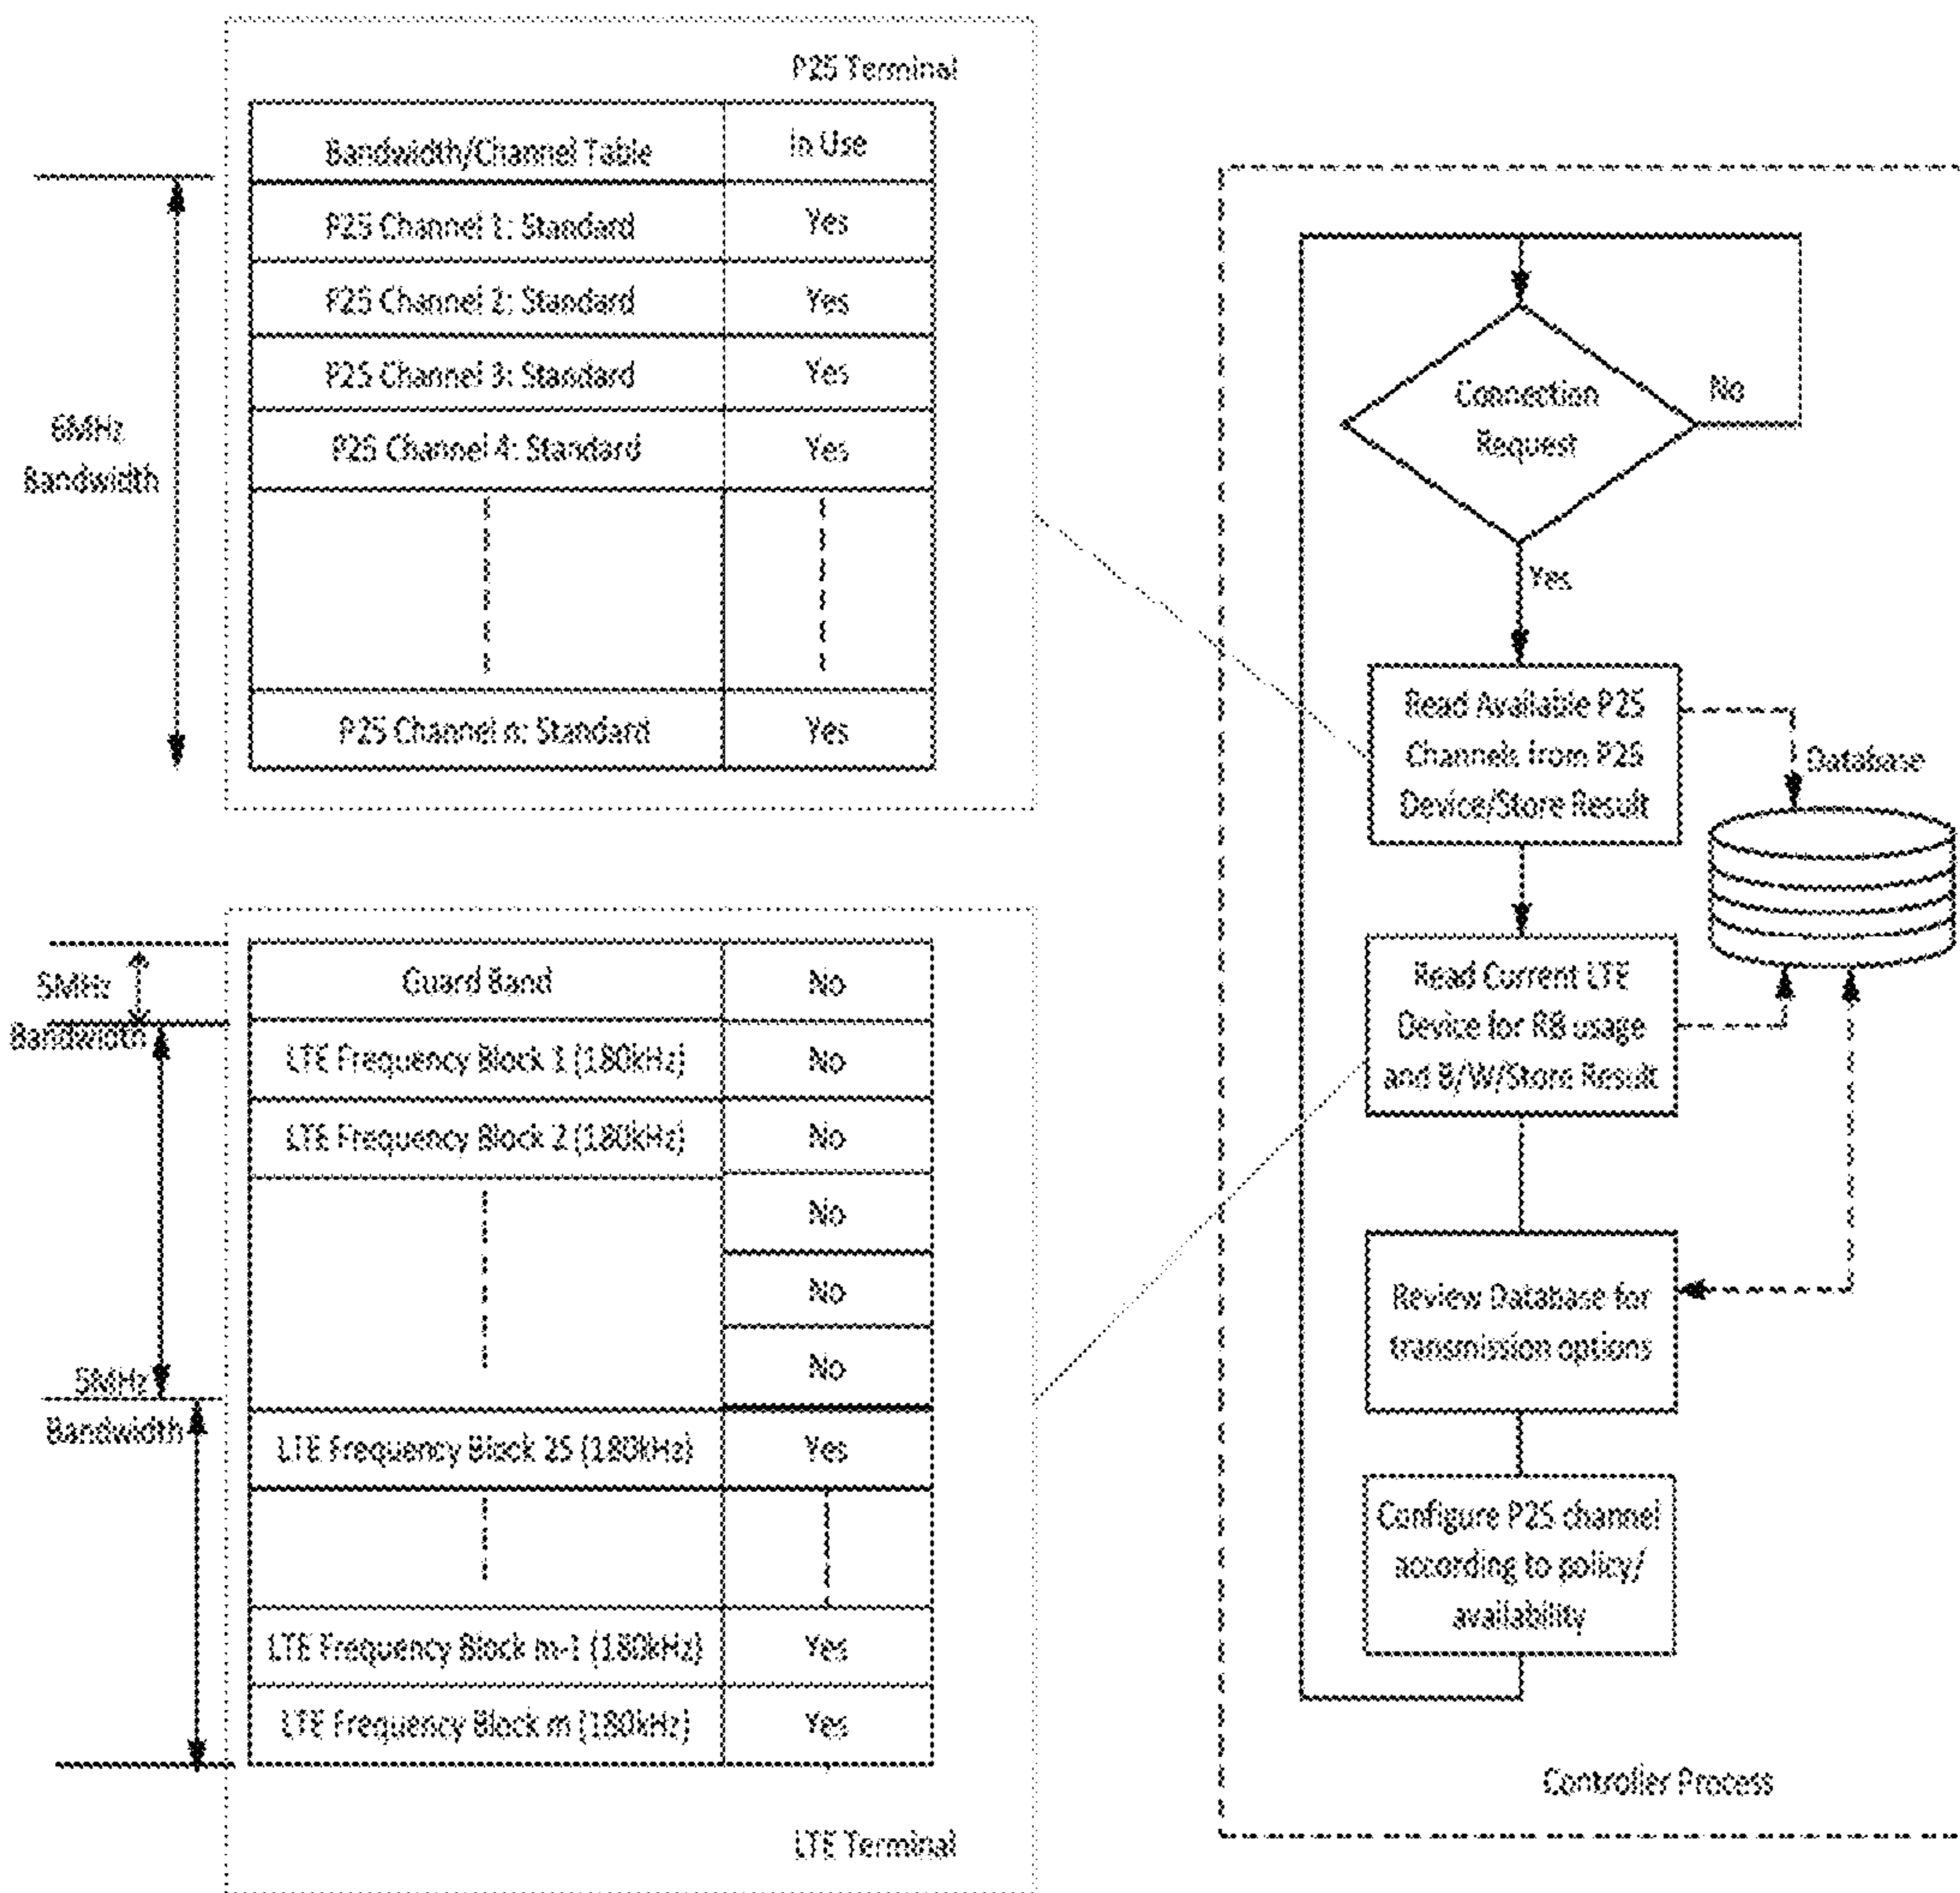 P25 Terminal
Bandwidth/Channel Table
In Use
P25 Channel 1: Standard
Yes
P25 Channel 2: Standard
Yes
P25 Channel 3: Standard
Yes
P25 Channel 4: Standard
Yes
P25 Channel n: Standard
Yes
6MHz
Bandwidth
Guard Band
No
LTE Frequency Block 1 (180kHz)
No
LTE Frequency Block 2 (180kHz)
No
No
No
No
LTE Frequency Block 25 (180kHz)
Yes
LTE Frequency Block m-1 (180kHz)
Yes
LTE Frequency Block m (180kHz)
Yes
5MHz
Bandwidth
5MHz
Bandwidth
LTE Terminal
Connection
Request
No
Yes
Read Available P25
Channels from P25
Device/Store Result
Database
Read Current LTE
Device for RB usage
and B/W/Store Result
Review Database for
transmission options
Configure P25 channel
according to policy/
availability
Controller Process